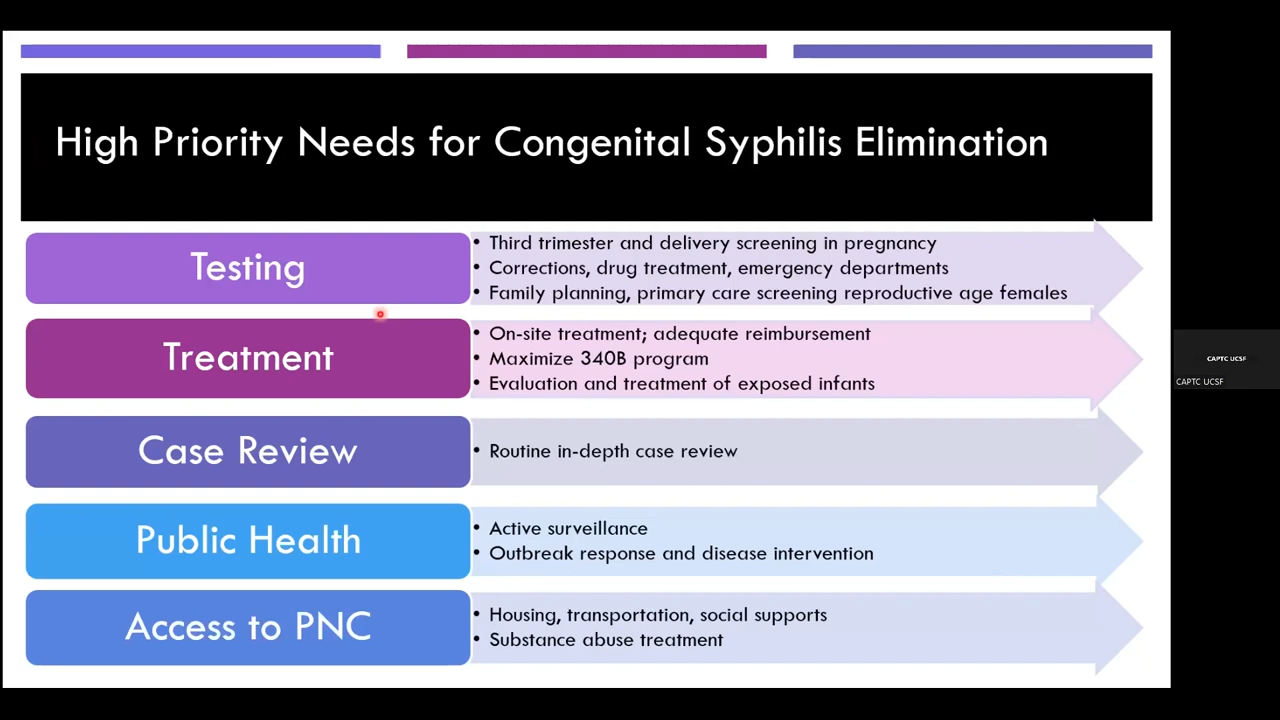 High Priority Needs for Congenital Syphilis Elimination
Testing
• Third trimester and delivery screening in pregnancy
• Corrections, drug treatment, emergency departments
• Family planning, primary care screening reproductive age females
Treatment
• On-site treatment; adequate reimbursement
• Maximize 340B program
• Evaluation and treatment of exposed infants
Case Review
• Routine in-depth case review
Public Health
• Active surveillance
• Outbreak response and disease intervention
Access to PNC
• Housing, transportation, social supports
• Substance abuse treatment
CAPTC UCSF
CAPTC UCSF